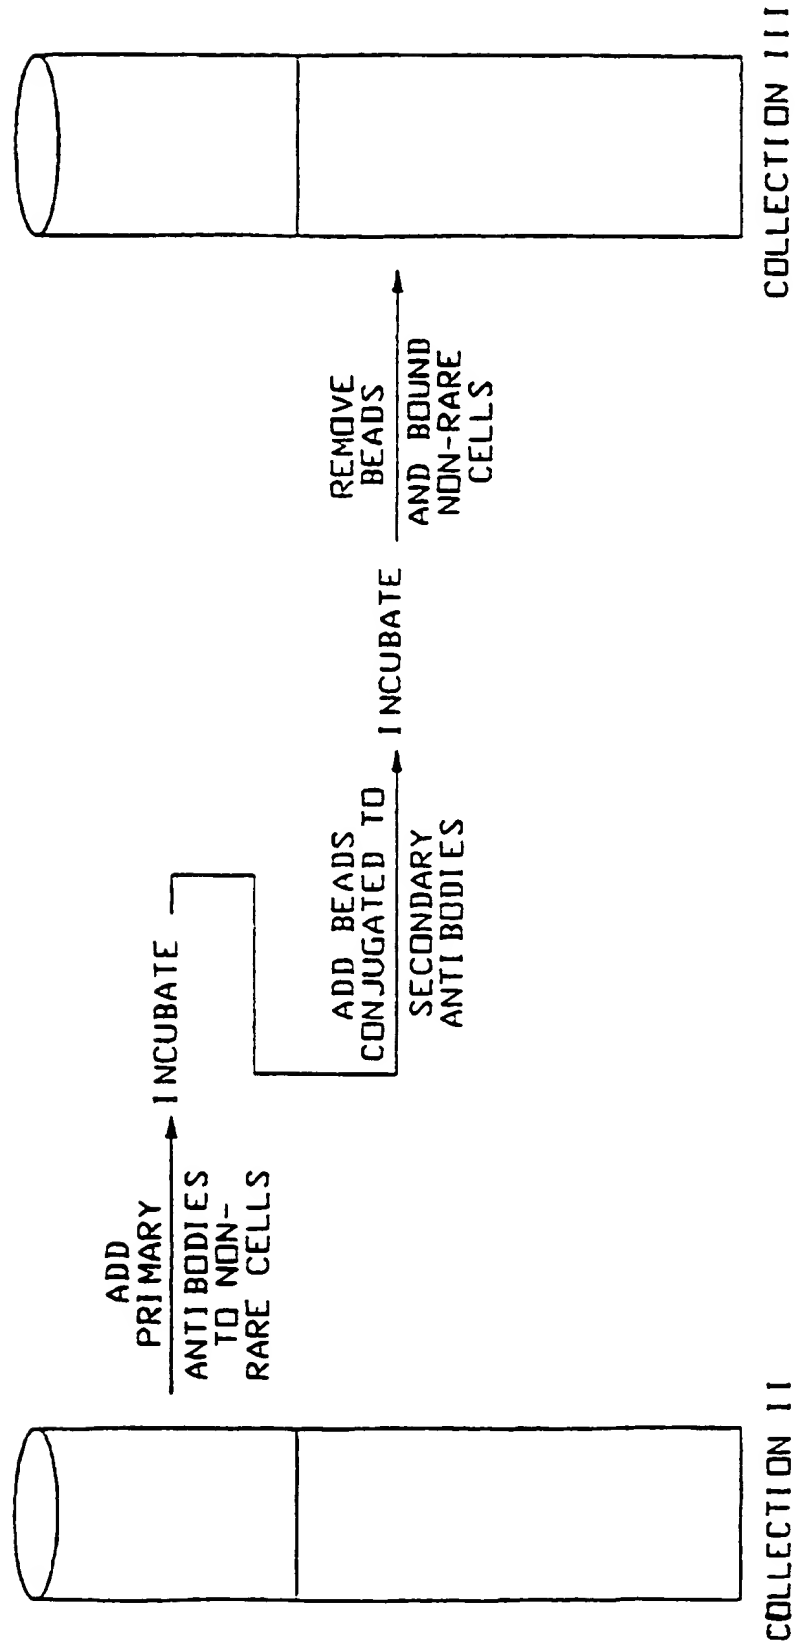 ADD
PRIMARY
ANTIBODIES
TO NON-
RARE CELLS
INCUBATE
ADD BEADS
CONJUGATED TO
SECONDARY
ANTIBODIES
INCUBATE
REMOVE
BEADS
AND BOUND
NON-RARE
CELLS
COLLECTION II
COLLECTION III